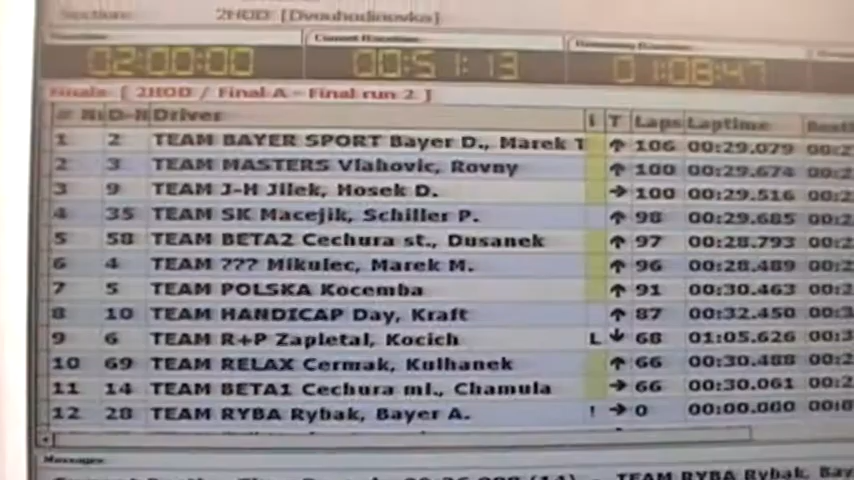 2HOD [Dvouhodinovka]
02:00:00 00:51:13 01:08:47
Finale: [ 2HOD / Final A - Final run 2 ]
Driver T Laps Laptime
1 2 TEAM BAYER SPORT Bayer D., Marek T 106 00:29.079
2 3 TEAM MASTERS Vlahovic, Rovny 100 00:29.674
3 9 TEAM J-H Jilek, Hosek D. 100 00:29.516
4 35 TEAM SK Macejik, Schiller P. 98 00:29.685
5 58 TEAM BETA2 Cechura st., Dusanek 97 00:28.793
6 4 TEAM ??? Mikulec, Marek M. 96 00:28.489
7 5 TEAM POLSKA Kocemba 91 00:30.463
8 10 TEAM HANDICAP Day, Kraft 87 00:32.450
9 6 TEAM R+P Zapletal, Kocich L 68 01:05.626
10 69 TEAM RELAX Cermak, Kulhanek 66 00:30.488
11 14 TEAM BETA1 Cechura ml., Chamula 66 00:30.061
12 28 TEAM RYBA Rybak, Bayer A. ! 0 00:00.000
Messages
TEAM RYBA Rybak,